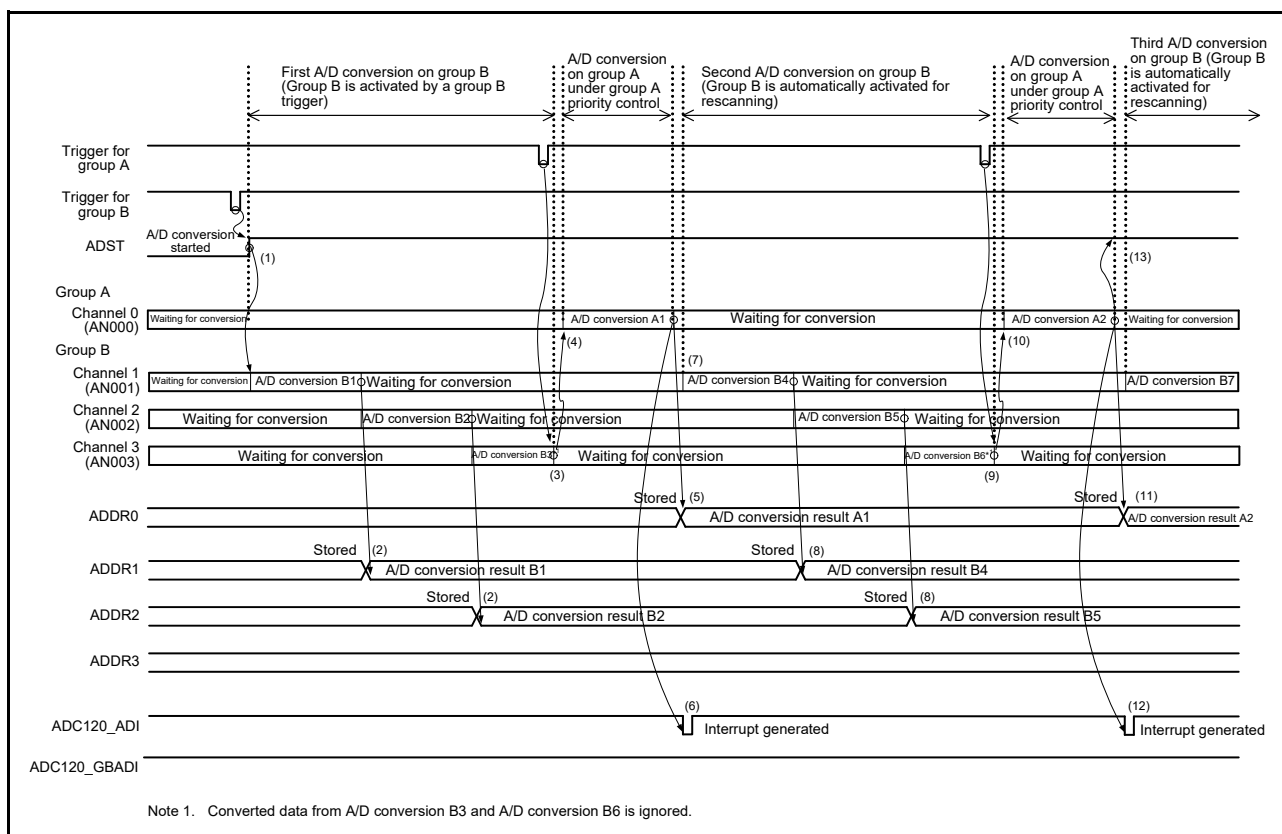 First A/D conversion on group B
(Group B is activated by a group B
trigger)
A/D conversion
on group A
under group A
priority control
Second A/D conversion on group B
(Group B is automatically activated for
rescanning)
A/D conversion
on group A
under group A
priority control
Third A/D conversion
on group B (Group B
is automatically
activated for
rescanning)
Trigger for
group A
Trigger for
group B
A/D conversion
started
ADST
(1)
(13)
Group A
Channel 0
(AN000)
Waiting for conversion
A/D conversion A1
Waiting for conversion
A/D conversion A2
Waiting for conversion
(4)
(10)
Group B
(7)
Channel 1
(AN001)
Waiting for conversion
A/D conversion B1
Waiting for conversion
A/D conversion B4
Waiting for conversion
A/D conversion B7
Channel 2
(AN002)
Waiting for conversion
A/D conversion B2
Waiting for conversion
A/D conversion B5
Waiting for conversion
Channel 3
(AN003)
Waiting for conversion
A/D conversion B3
Waiting for conversion
A/D conversion B6*
Waiting for conversion
(3)
(9)
ADDR0
Stored
(5)
A/D conversion result A1
Stored
(11)
A/D conversion result A2
ADDR1
Stored
(2)
A/D conversion result B1
Stored
(8)
A/D conversion result B4
ADDR2
Stored
(2)
A/D conversion result B2
Stored
(8)
A/D conversion result B5
ADDR3
ADC120_ADI
(6)
Interrupt generated
(12)
Interrupt generated
ADC120_GBADI
Note 1. Converted data from A/D conversion B3 and A/D conversion B6 is ignored.